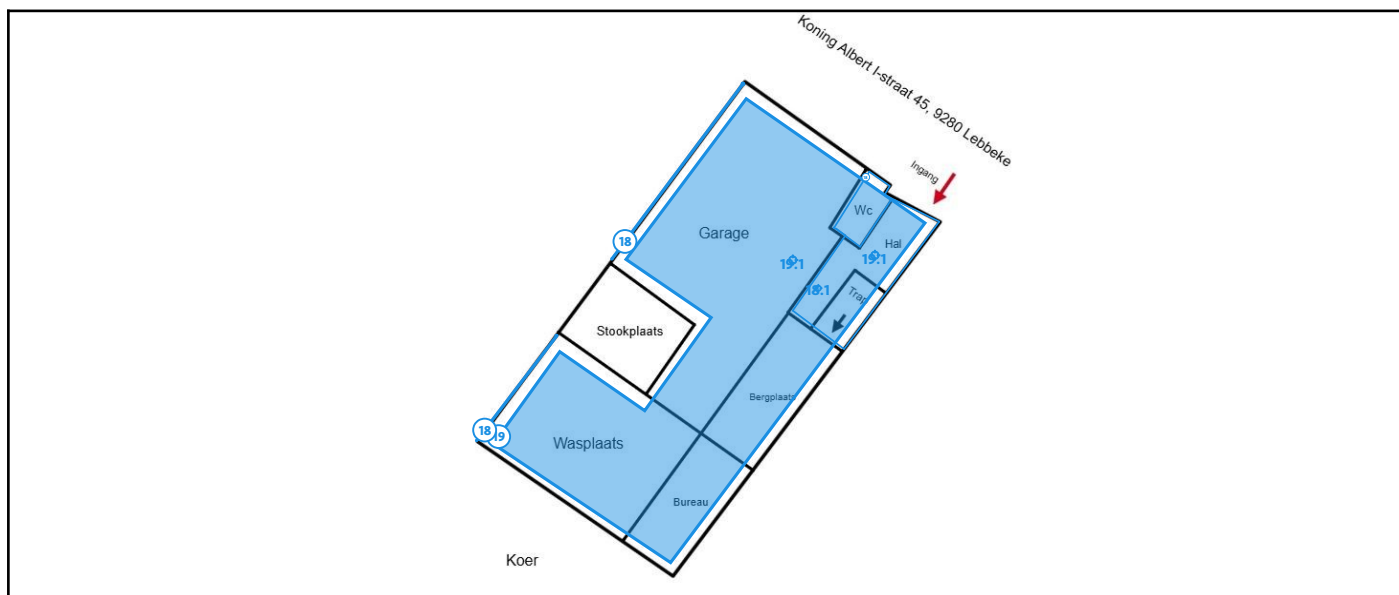 Koning Albert I-straat 45, 9280 Lebbeke
Ingang
Wc
Garage
Hal
18
19.1
19.1
18.1
Trap
Stookplaats
Bergplaats
18
19
Wasplaats
Bureau
Koer